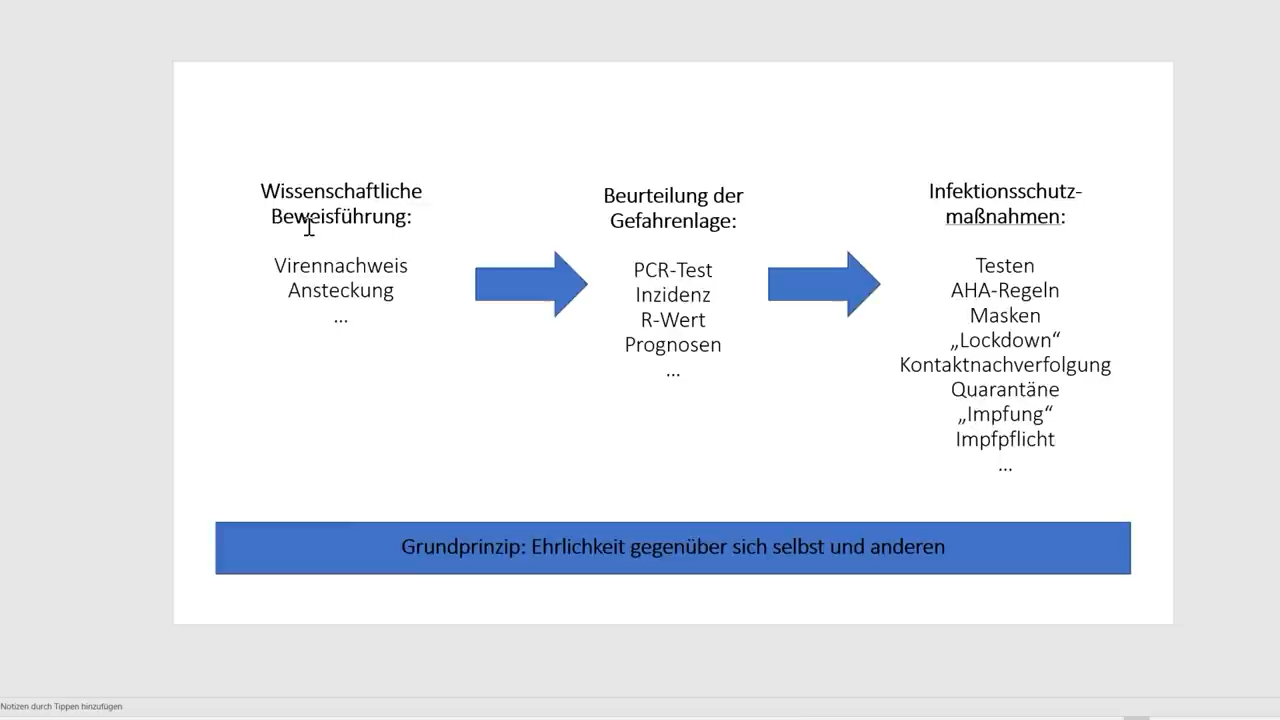 Wissenschaftliche
Beweisführung:
Virennachweis
Ansteckung
...
Beurteilung der
Gefahrenlage:
PCR-Test
Inzidenz
R-Wert
Prognosen
...
Infektionsschutz-
maßnahmen:
Testen
AHA-Regeln
Masken
„Lockdown“
Kontaktnachverfolgung
Quarantäne
„Impfung“
Impfpflicht
...
Grundprinzip: Ehrlichkeit gegenüber sich selbst und anderen
Notizen durch Tippen hinzufügen